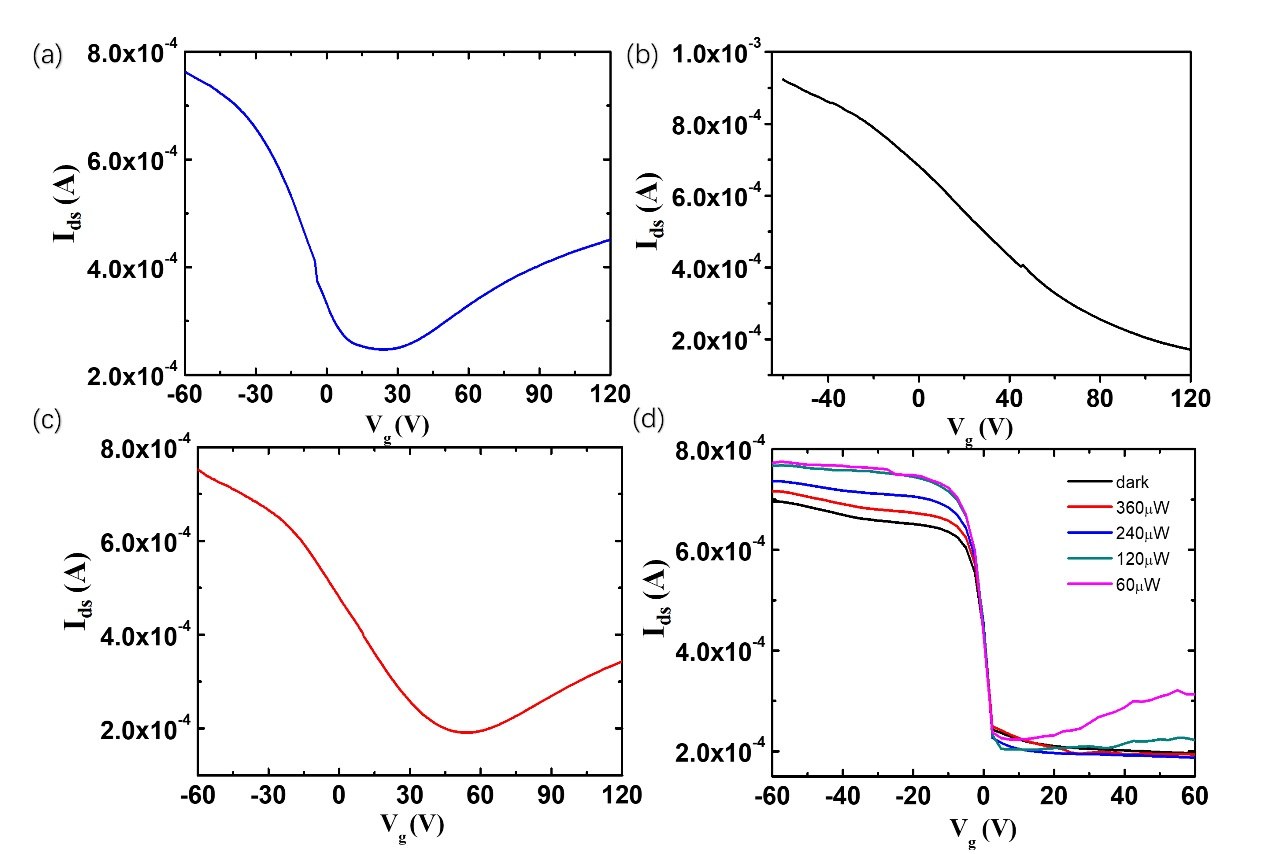 (a)
8.0x10⁻⁴
6.0x10⁻⁴
4.0x10⁻⁴
2.0x10⁻⁴
I_ds (A)
-60 -30 0 30 60 90 120
V_g (V)
(b)
1.0x10⁻³
8.0x10⁻⁴
6.0x10⁻⁴
4.0x10⁻⁴
2.0x10⁻⁴
I_ds (A)
-40 0 40 80 120
V_g (V)
(c)
8.0x10⁻⁴
6.0x10⁻⁴
4.0x10⁻⁴
2.0x10⁻⁴
I_ds (A)
-60 -30 0 30 60 90 120
V_g (V)
(d)
8.0x10⁻⁴
6.0x10⁻⁴
4.0x10⁻⁴
2.0x10⁻⁴
I_ds (A)
dark
360μW
240μW
120μW
60μW
-60 -40 -20 0 20 40 60
V_g (V)